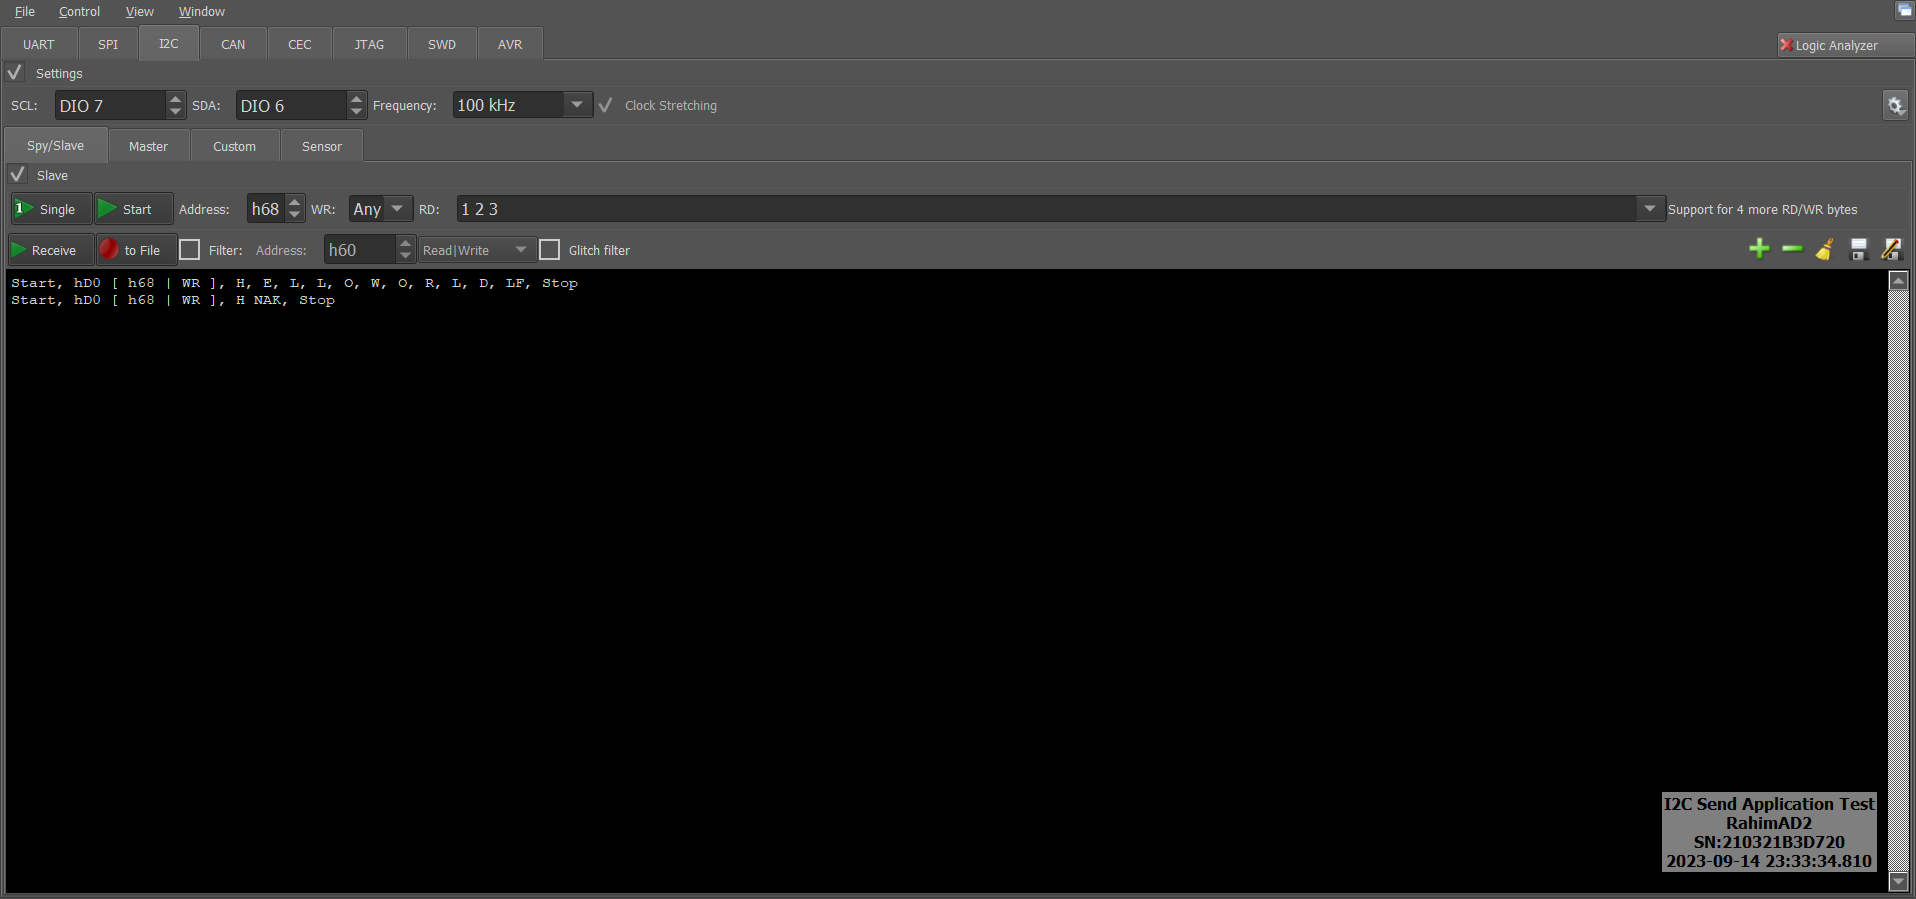 File Control View Window
UART SPI I2C CAN CEC JTAG SWD AVR Logic Analyzer
Settings
SCL: DIO 7 SDA: DIO 6 Frequency: 100 kHz Clock Stretching
Spy/Slave Master Custom Sensor
Slave
1 Single Start Address: h68 WR: Any RD: 1 2 3 Support for 4 more RD/WR bytes
Receive to File Filter: Address: h60 Read|Write Glitch filter
Start, hD0 [ h68 | WR ], H, E, L, L, O, W, O, R, L, D, LF, Stop
Start, hD0 [ h68 | WR ], H NAK, Stop
I2C Send Application Test
RahimAD2
SN:210321B3D720
2023-09-14 23:33:34.810